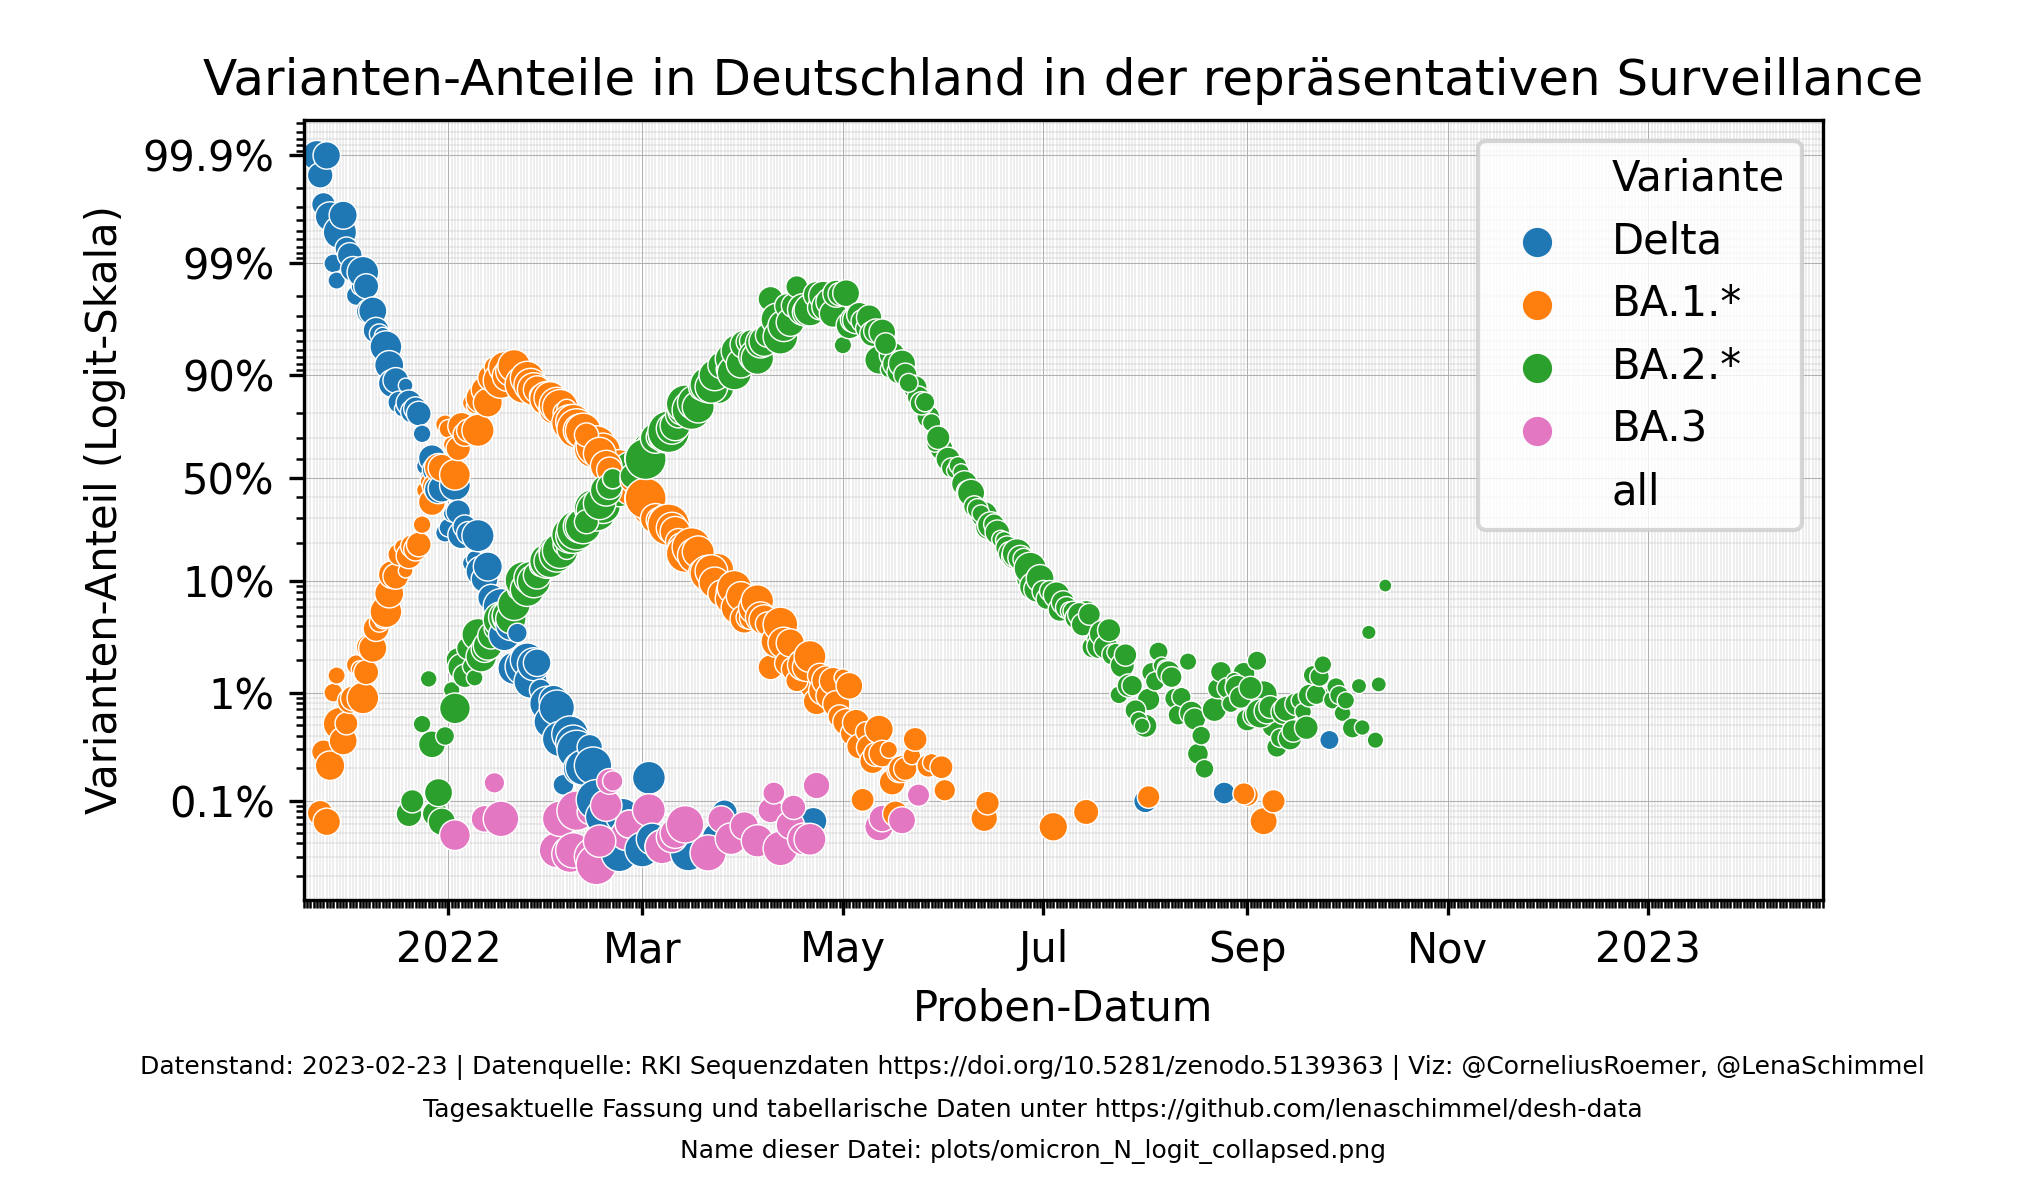 Varianten-Anteile in Deutschland in der repräsentativen Surveillance
Varianten-Anteil (Logit-Skala)
99.9%
99%
90%
50%
10%
1%
0.1%
Variante
Delta
BA.1.*
BA.2.*
BA.3
all
2022
Mar
May
Jul
Sep
Nov
2023
Proben-Datum
Datenstand: 2023-02-23 | Datenquelle: RKI Sequenzdaten https://doi.org/10.5281/zenodo.5139363 | Viz: @CorneliusRoemer, @LenaSchimmel
Tagesaktuelle Fassung und tabellarische Daten unter https://github.com/lenaschimmel/desh-data
Name dieser Datei: plots/omicron_N_logit_collapsed.png